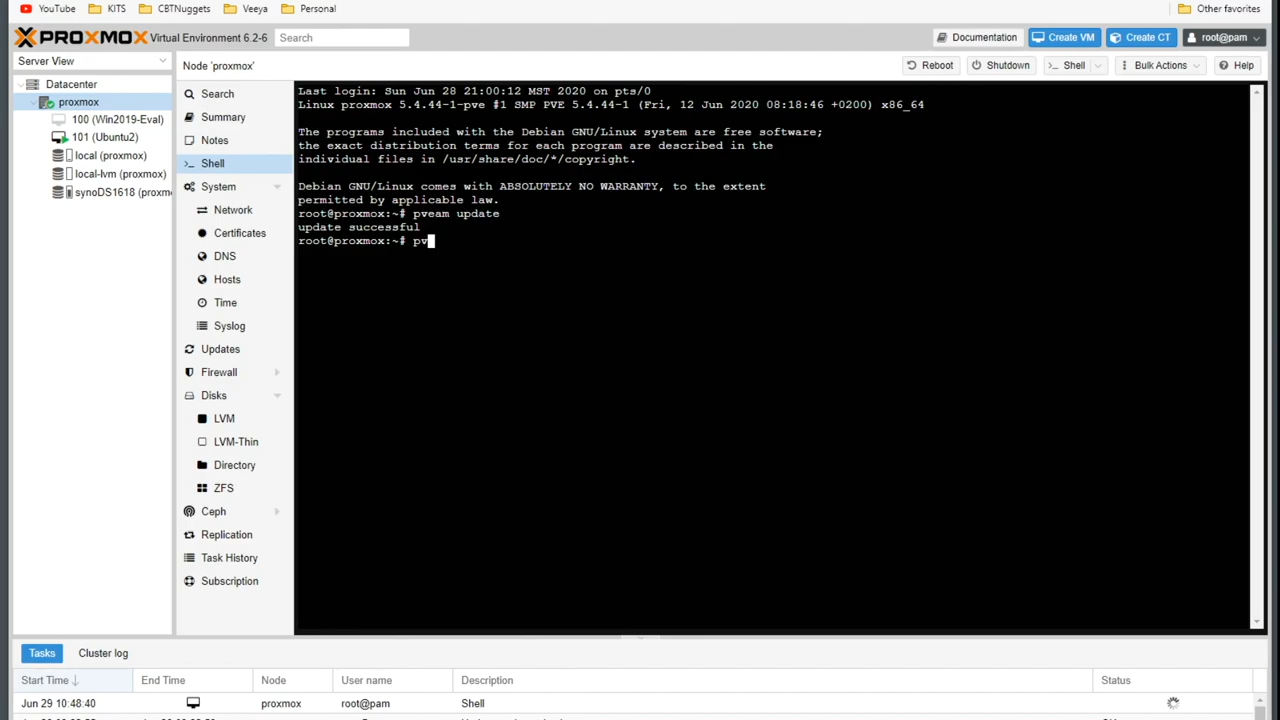 YouTube KITS CBTNuggets Veeya Personal Other favorites
PROXMOX Virtual Environment 6.2-6 Search Documentation Create VM Create CT root@pam
Server View
Node 'proxmox' Reboot Shutdown Shell Bulk Actions Help
Datacenter
proxmox
100 (Win2019-Eval)
101 (Ubuntu2)
local (proxmox)
local-lvm (proxmox)
synoDS1618 (proxm
Search
Summary
Notes
Shell
System
Network
Certificates
DNS
Hosts
Time
Syslog
Updates
Firewall
Disks
LVM
LVM-Thin
Directory
ZFS
Ceph
Replication
Task History
Subscription
Last login: Sun Jun 28 21:00:12 MST 2020 on pts/0
Linux proxmox 5.4.44-1-pve #1 SMP PVE 5.4.44-1 (Fri, 12 Jun 2020 08:18:46 +0200) x86_64
The programs included with the Debian GNU/Linux system are free software;
the exact distribution terms for each program are described in the
individual files in /usr/share/doc/*/copyright.
Debian GNU/Linux comes with ABSOLUTELY NO WARRANTY, to the extent
permitted by applicable law.
root@proxmox:~# pveam update
update successful
root@proxmox:~# pv
Tasks Cluster log
Start Time End Time Node User name Description Status
Jun 29 10:48:40 proxmox root@pam Shell